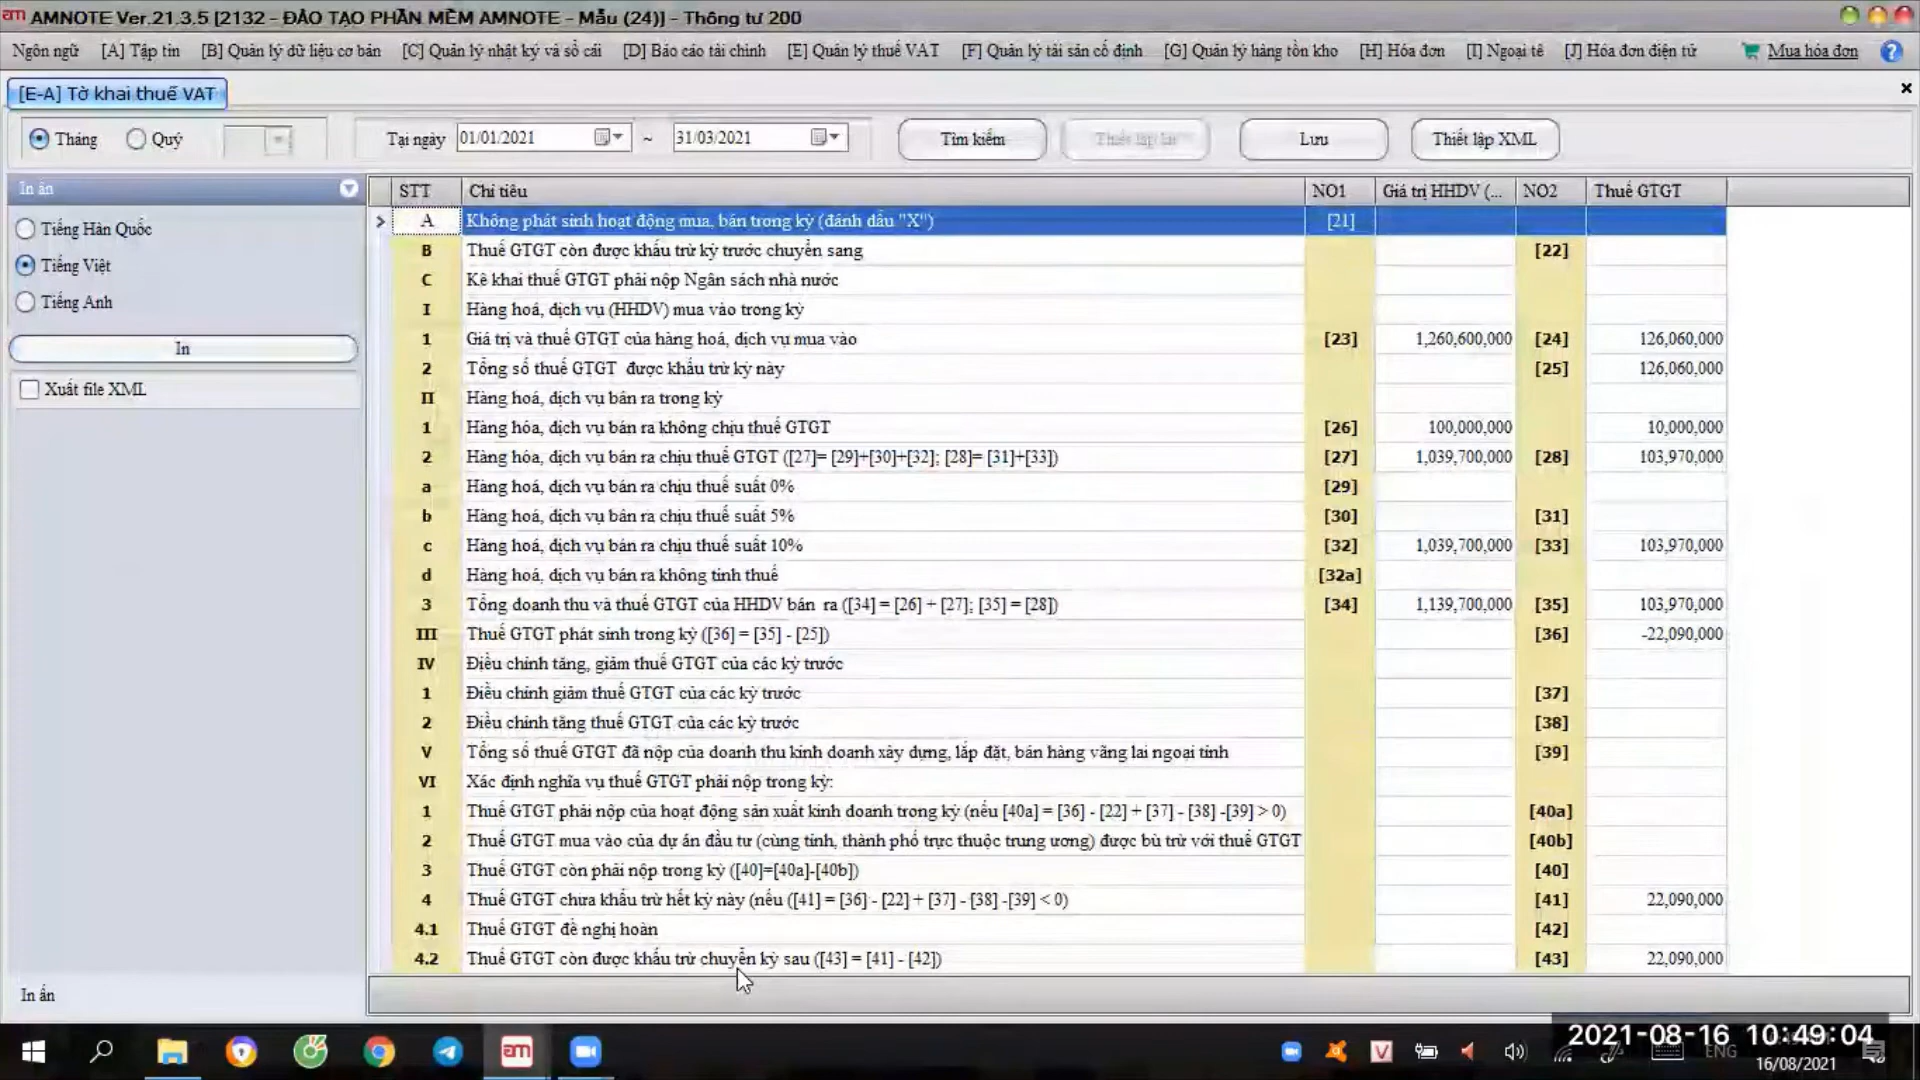 AMNOTE Ver.21.3.5 [2132 - ĐÀO TẠO PHẦN MỀM AMNOTE - Mẫu (24)] - Thông tư 200
Ngôn ngữ [A] Tập tin [B] Quản lý dữ liệu cơ bản [C] Quản lý nhật ký và sổ cái [D] Báo cáo tài chính [E] Quản lý thuế VAT [F] Quản lý tài sản cố định [G] Quản lý hàng tồn kho [H] Hóa đơn [I] Ngoại tệ [J] Hóa đơn điện tử Mua hóa đơn
[E-A] Tờ khai thuế VAT
Tháng Quý Tại ngày 01/01/2021 ~ 31/03/2021 Tìm kiếm Thiết lập lại Lưu Thiết lập XML
In ấn
Tiếng Hàn Quốc
Tiếng Việt
Tiếng Anh
In
Xuất file XML
STT Chỉ tiêu NO1 Giá trị HHDV (... NO2 Thuế GTGT
A Không phát sinh hoạt động mua, bán trong kỳ (đánh dấu "X") [21]
B Thuế GTGT còn được khấu trừ kỳ trước chuyển sang [22]
C Kê khai thuế GTGT phải nộp Ngân sách nhà nước
I Hàng hoá, dịch vụ (HHDV) mua vào trong kỳ
1 Giá trị và thuế GTGT của hàng hoá, dịch vụ mua vào [23] 1,260,600,000 [24] 126,060,000
2 Tổng số thuế GTGT được khấu trừ kỳ này [25] 126,060,000
II Hàng hoá, dịch vụ bán ra trong kỳ
1 Hàng hóa, dịch vụ bán ra không chịu thuế GTGT [26] 100,000,000 10,000,000
2 Hàng hóa, dịch vụ bán ra chịu thuế GTGT ([27]= [29]+[30]+[32]; [28]= [31]+[33]) [27] 1,039,700,000 [28] 103,970,000
a Hàng hoá, dịch vụ bán ra chịu thuế suất 0% [29]
b Hàng hoá, dịch vụ bán ra chịu thuế suất 5% [30] [31]
c Hàng hoá, dịch vụ bán ra chịu thuế suất 10% [32] 1,039,700,000 [33] 103,970,000
d Hàng hoá, dịch vụ bán ra không tính thuế [32a]
3 Tổng doanh thu và thuế GTGT của HHDV bán ra ([34] = [26] + [27]; [35] = [28]) [34] 1,139,700,000 [35] 103,970,000
III Thuế GTGT phát sinh trong kỳ ([36] = [35] - [25]) [36] -22,090,000
IV Điều chỉnh tăng, giảm thuế GTGT của các kỳ trước
1 Điều chỉnh giảm thuế GTGT của các kỳ trước [37]
2 Điều chỉnh tăng thuế GTGT của các kỳ trước [38]
V Tổng số thuế GTGT đã nộp của doanh thu kinh doanh xây dựng, lắp đặt, bán hàng vãng lai ngoại tỉnh [39]
VI Xác định nghĩa vụ thuế GTGT phải nộp trong kỳ:
1 Thuế GTGT phải nộp của hoạt động sản xuất kinh doanh trong kỳ (nếu [40a] = [36] - [22] + [37] - [38] -[39] > 0) [40a]
2 Thuế GTGT mua vào của dự án đầu tư (cùng tỉnh, thành phố trực thuộc trung ương) được bù trừ với thuế GTGT [40b]
3 Thuế GTGT còn phải nộp trong kỳ ([40]=[40a]-[40b]) [40]
4 Thuế GTGT chưa khấu trừ hết kỳ này (nếu ([41] = [36] - [22] + [37] - [38] -[39] < 0) [41] 22,090,000
4.1 Thuế GTGT đề nghị hoàn [42]
4.2 Thuế GTGT còn được khấu trừ chuyển kỳ sau ([43] = [41] - [42]) [43] 22,090,000
In ấn
2021-08-16 10:49:04
ENG
16/08/2021